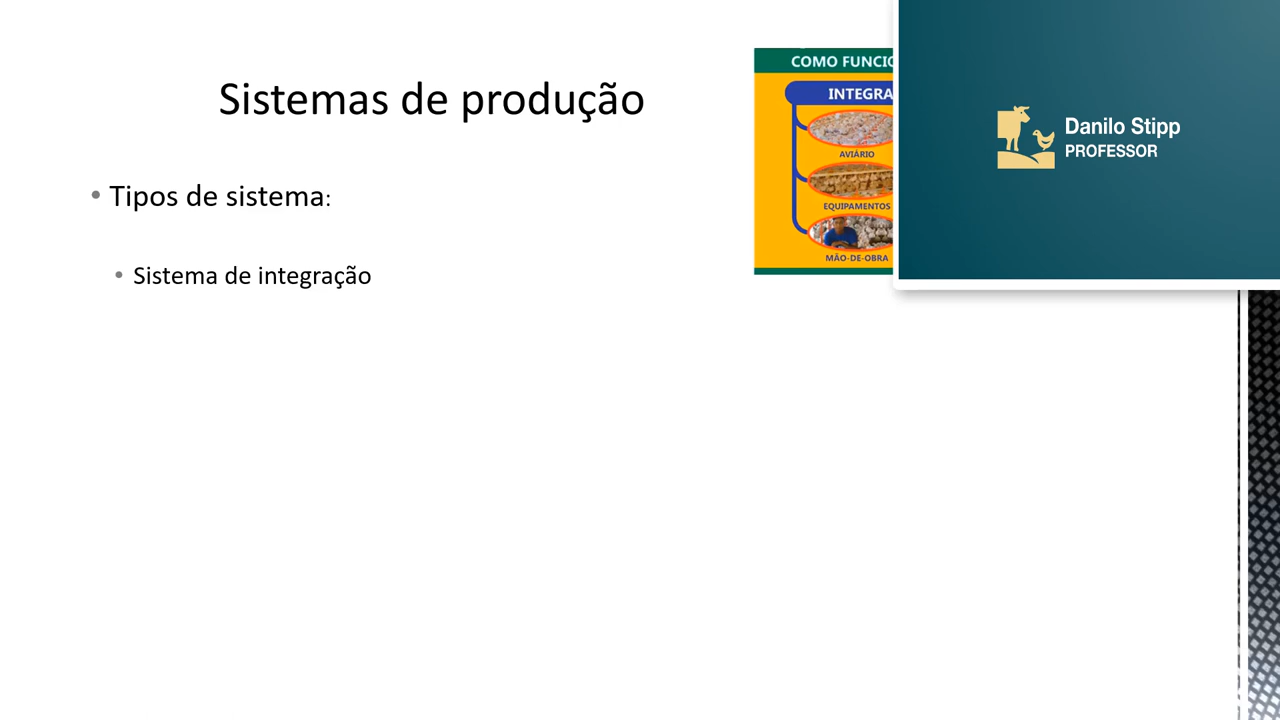 Sistemas de produção
Tipos de sistema:
Sistema de integração
COMO
INTEGRA
AVIÁRIO
EQUIPAMENTOS
MÃO-DE-OBRA
Danilo Stipp
PROFESSOR